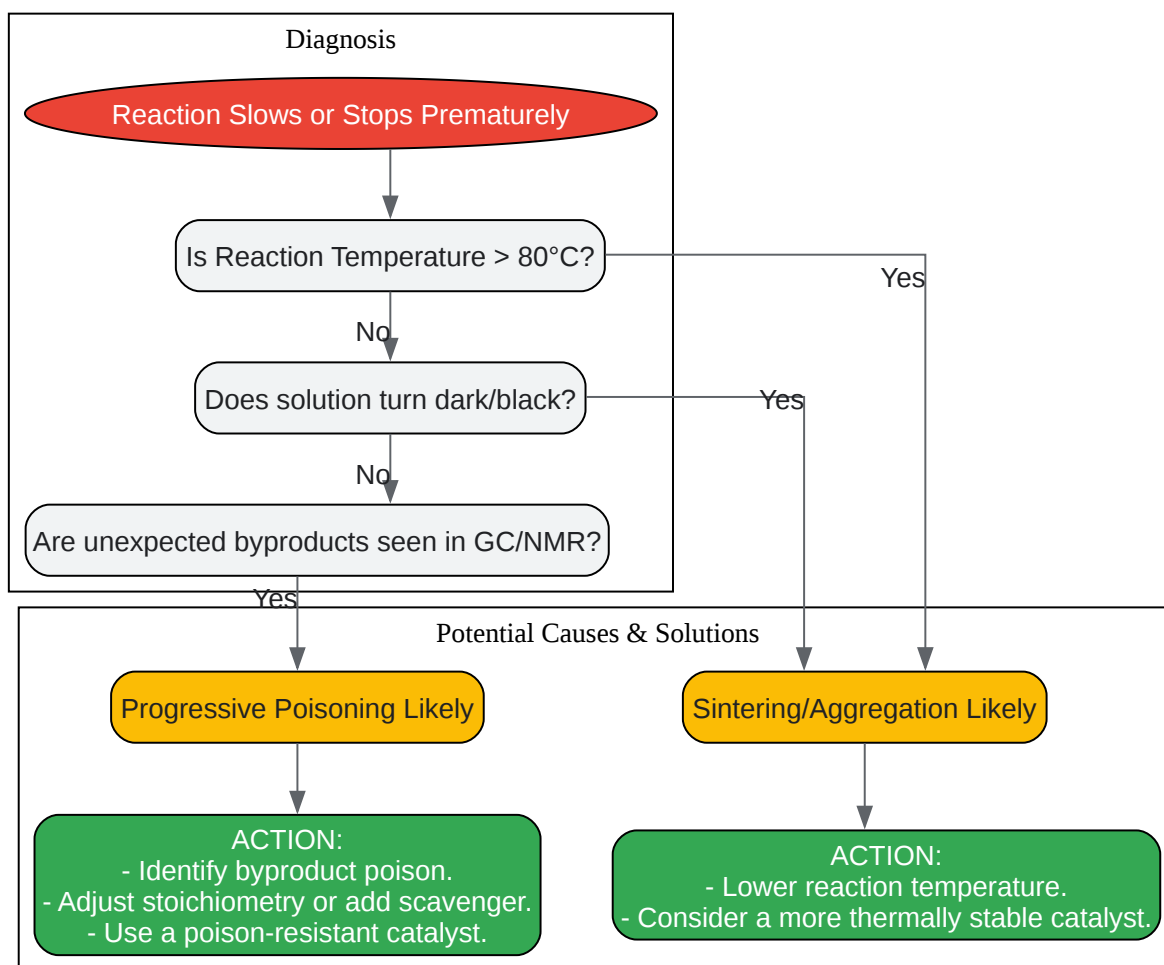 Diagnosis
Reaction Slows or Stops Prematurely
Is Reaction Temperature > 80°C?
Yes
No
Does solution turn dark/black?
Yes
No
Are unexpected byproducts seen in GC/NMR?
Yes
Potential Causes & Solutions
Progressive Poisoning Likely
Sintering/Aggregation Likely
ACTION:
- Identify byproduct poison.
- Adjust stoichiometry or add scavenger.
- Use a poison-resistant catalyst.
ACTION:
- Lower reaction temperature.
- Consider a more thermally stable catalyst.